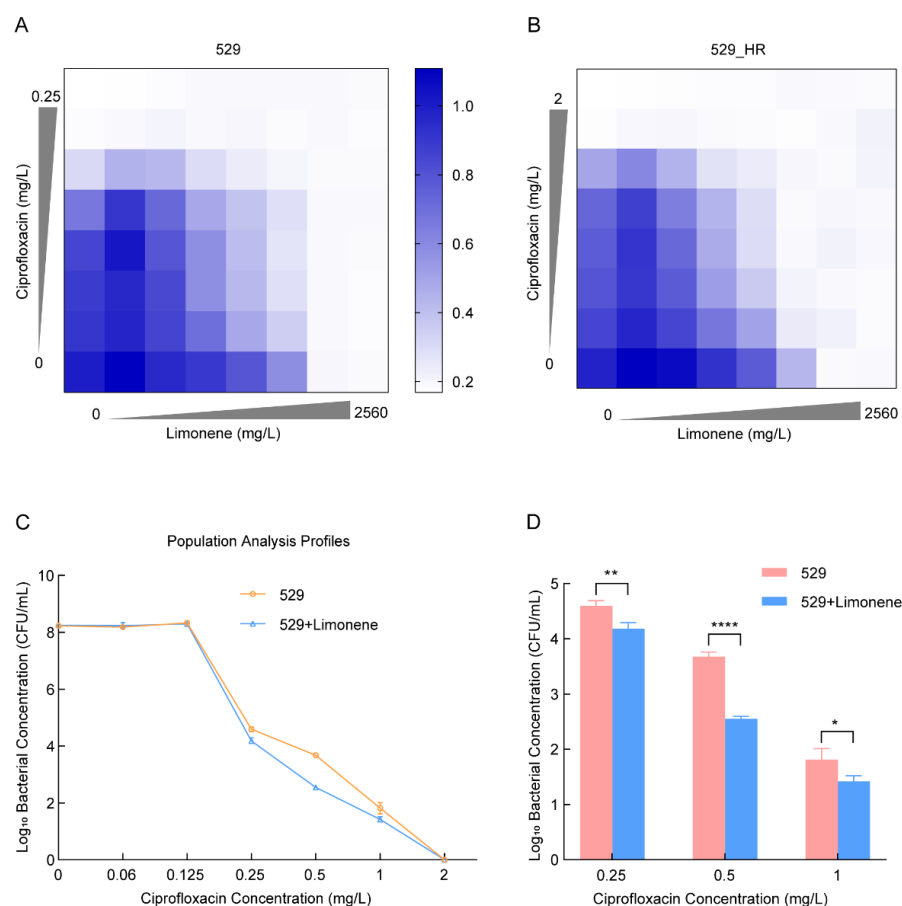 A
529
0.25
Ciprofloxacin (mg/L)
0
0
2560
Limonene (mg/L)
1.0
0.8
0.6
0.4
0.2
B
529_HR
2
Ciprofloxacin (mg/L)
0
0
2560
Limonene (mg/L)
C
Population Analysis Profiles
529
529+Limonene
Log₁₀ Bacterial Concentration (CFU/mL)
10
8
6
4
2
0
0
0.06
0.125
0.25
0.5
1
2
Ciprofloxacin Concentration (mg/L)
D
529
529+Limonene
Log₁₀ Bacterial Concentration (CFU/mL)
5
4
3
2
1
0
**
****
*
0.25
0.5
1
Ciprofloxacin Concentration (mg/L)